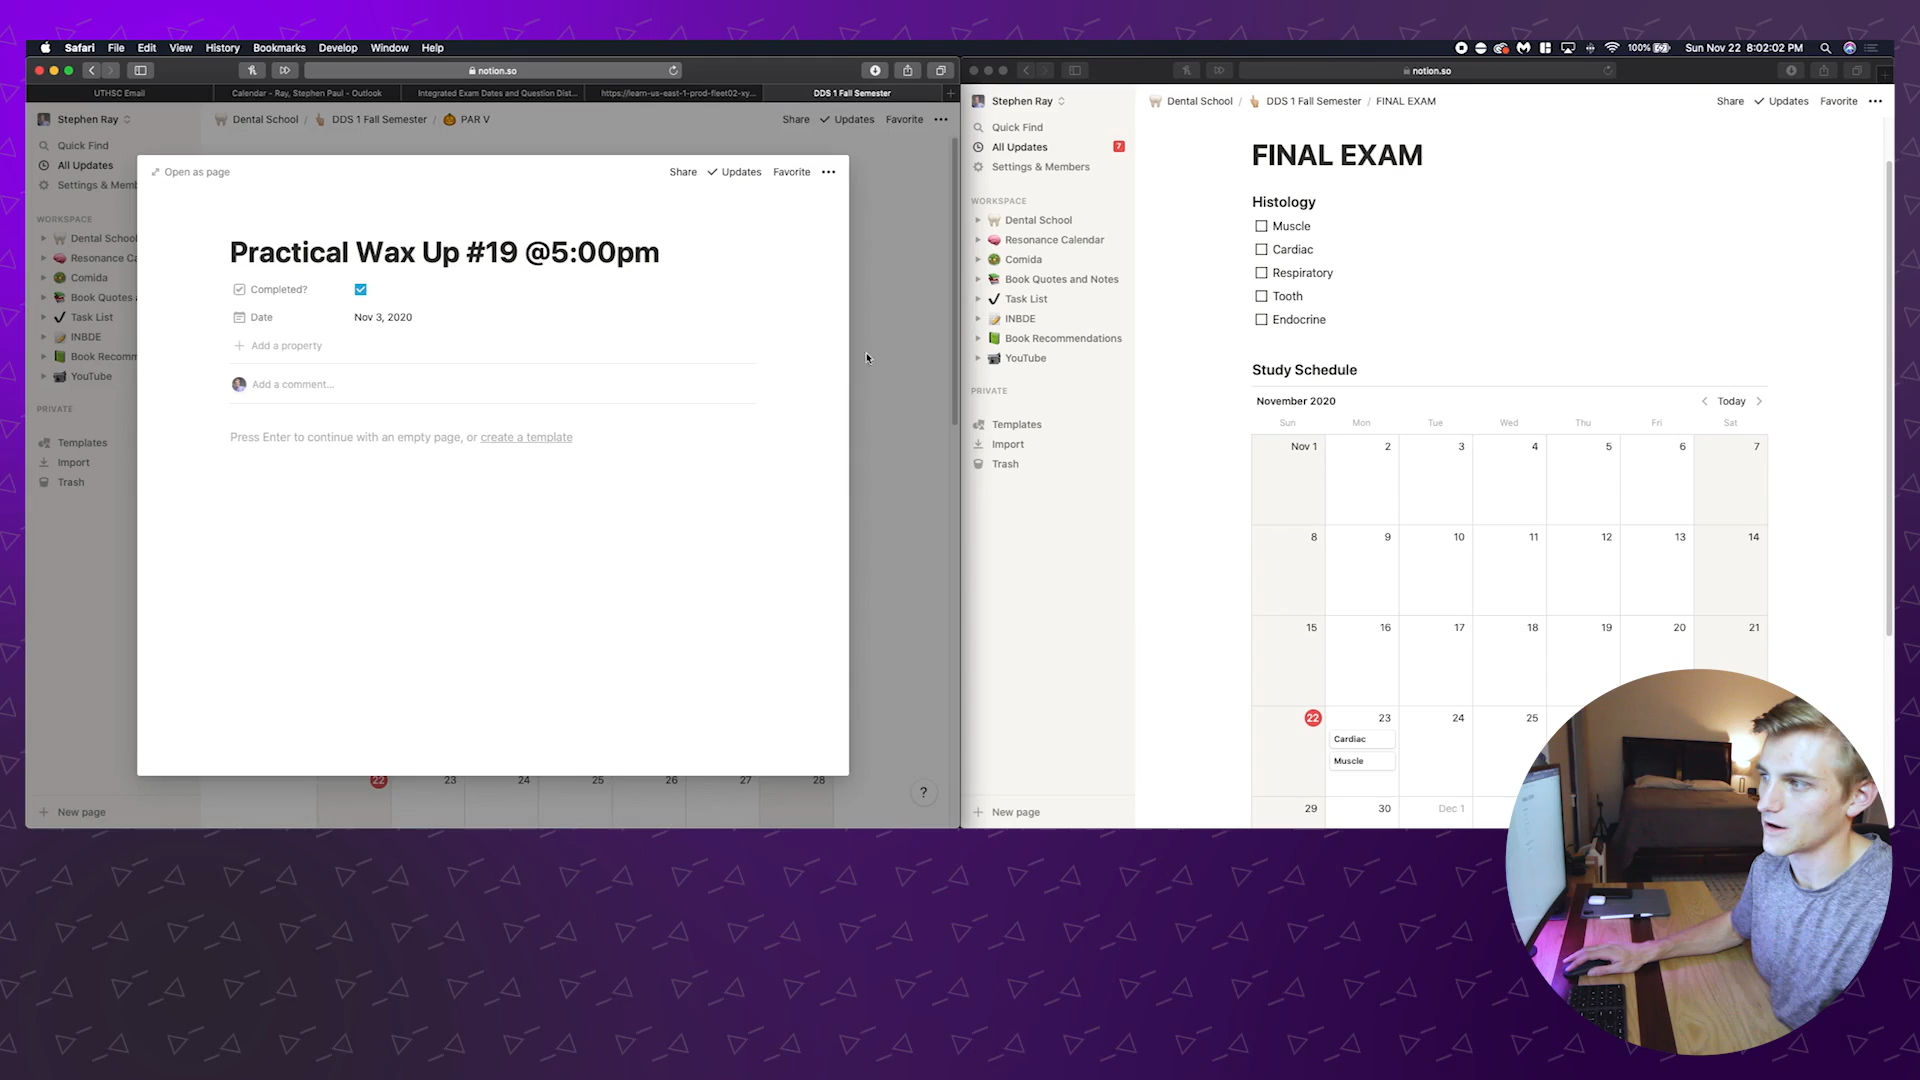 Safari File Edit View History Bookmarks Develop Window Help
100% Sun Nov 22 8:02:02 PM
notion.so
UTHSC Email
Calendar - Ray, Stephen Paul - Outlook
Integrated Exam Dates and Question Dist...
https://learn-us-east-1-prod-fleet02-xy...
DDS 1 Fall Semester
Stephen Ray
Dental School / DDS 1 Fall Semester / PAR V
Share Updates Favorite
Quick Find
All Updates
Settings & Memb
WORKSPACE
Dental School
Resonance Ca
Comida
Book Quotes
Task List
INBDE
Book Recomm
YouTube
PRIVATE
Templates
Import
Trash
New page
Open as page
Share Updates Favorite
Practical Wax Up #19 @5:00pm
Completed?
Date Nov 3, 2020
Add a property
Add a comment...
Press Enter to continue with an empty page, or create a template
22 23 24 25 26 27 28
?
notion.so
Stephen Ray
Dental School / DDS 1 Fall Semester / FINAL EXAM
Share Updates Favorite
Quick Find
All Updates 7
Settings & Members
WORKSPACE
Dental School
Resonance Calendar
Comida
Book Quotes and Notes
Task List
INBDE
Book Recommendations
YouTube
PRIVATE
Templates
Import
Trash
New page
FINAL EXAM
Histology
Muscle
Cardiac
Respiratory
Tooth
Endocrine
Study Schedule
November 2020 Today
Sun Mon Tue Wed Thu Fri Sat
Nov 1 2 3 4 5 6 7
8 9 10 11 12 13 14
15 16 17 18 19 20 21
22 23 24 25
Cardiac
Muscle
29 30 Dec 1